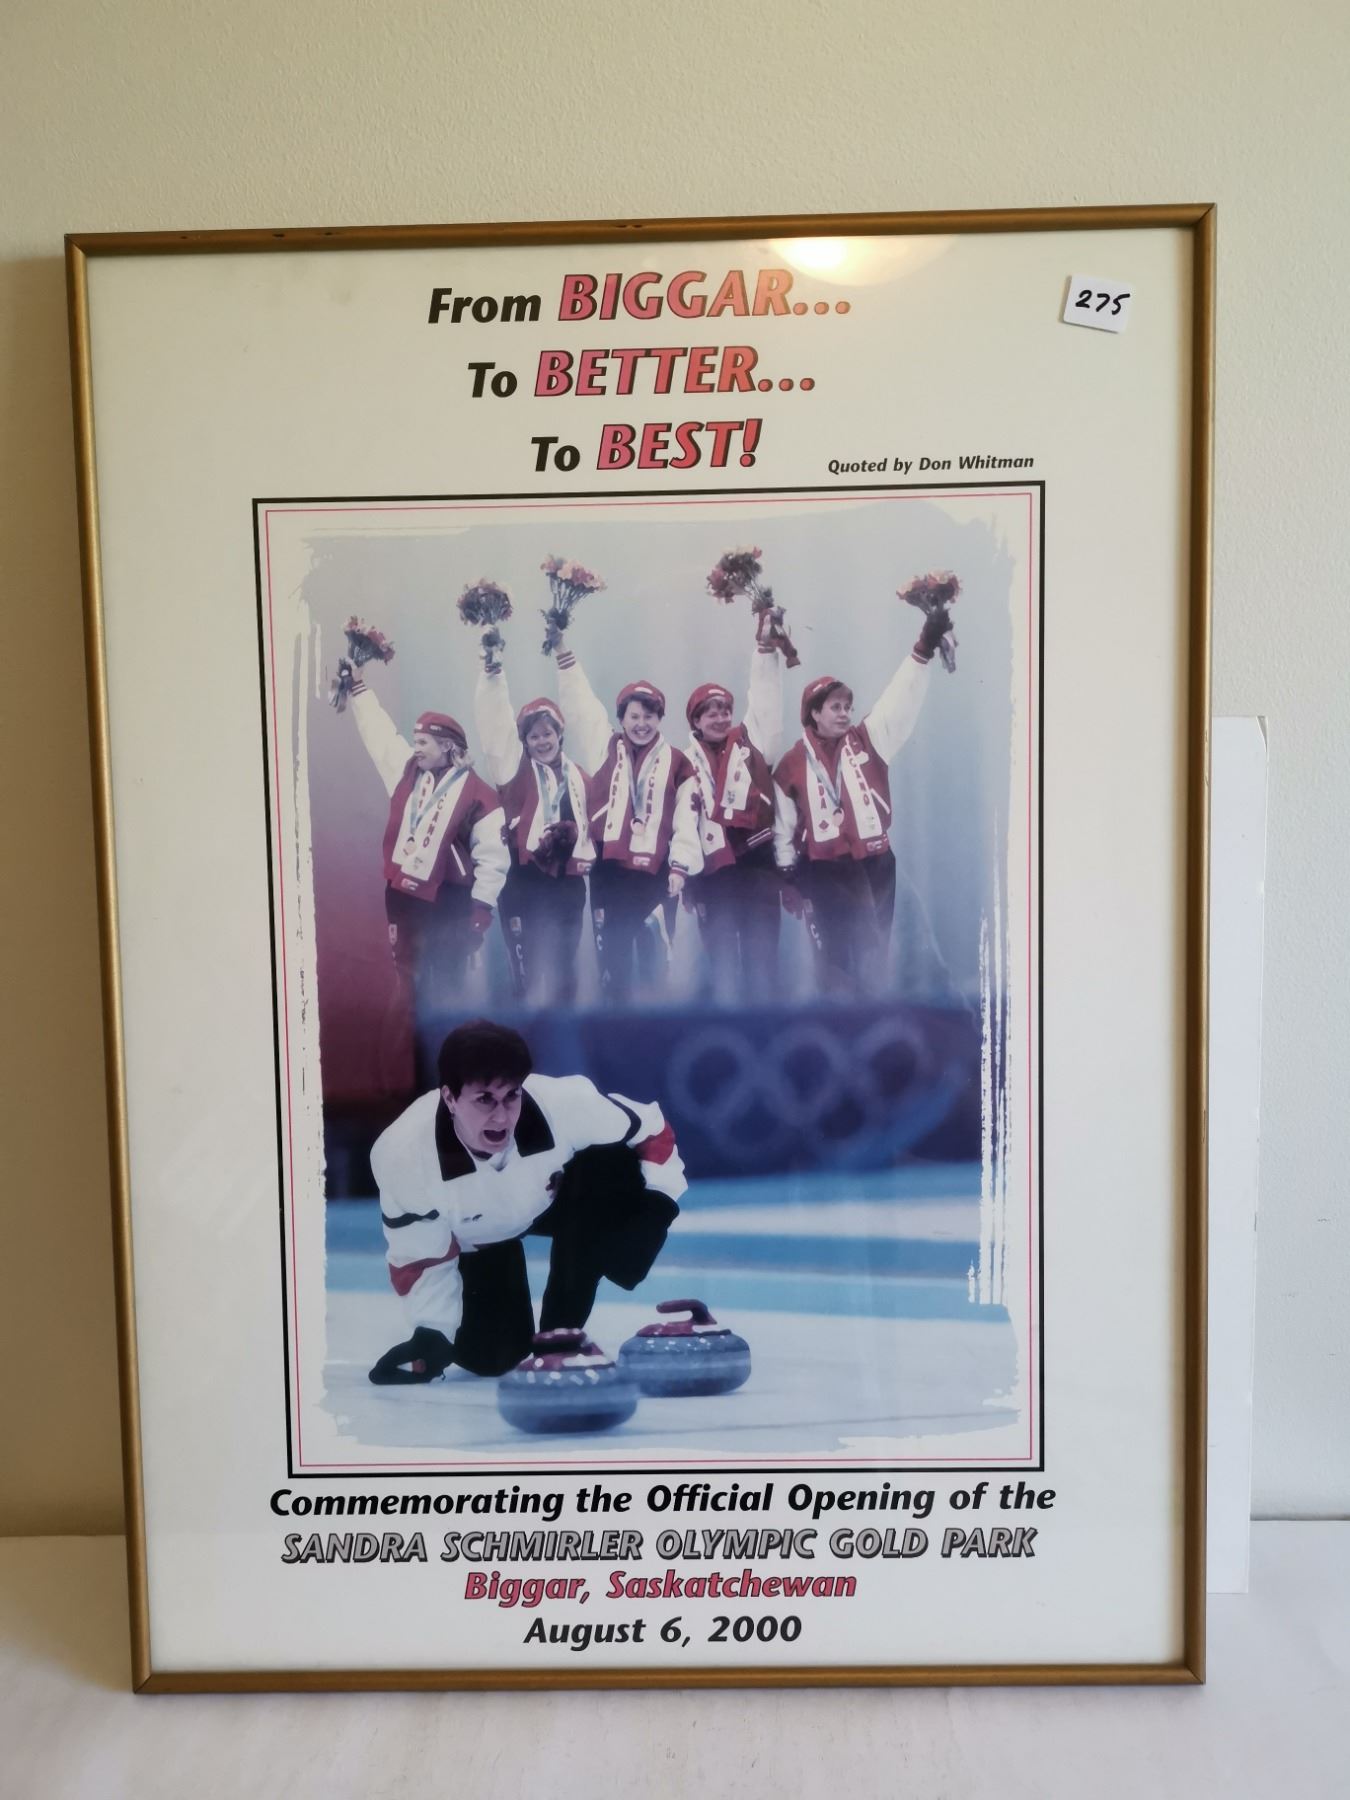 From BIGGAR...
275
To BETTER...
To BEST!
Quoted by Don Whitman
Commemorating the Official Opening of the
SANDRA SCHMIRLER OLYMPIC GOLD PARK
Biggar, Saskatchewan
August 6, 2000